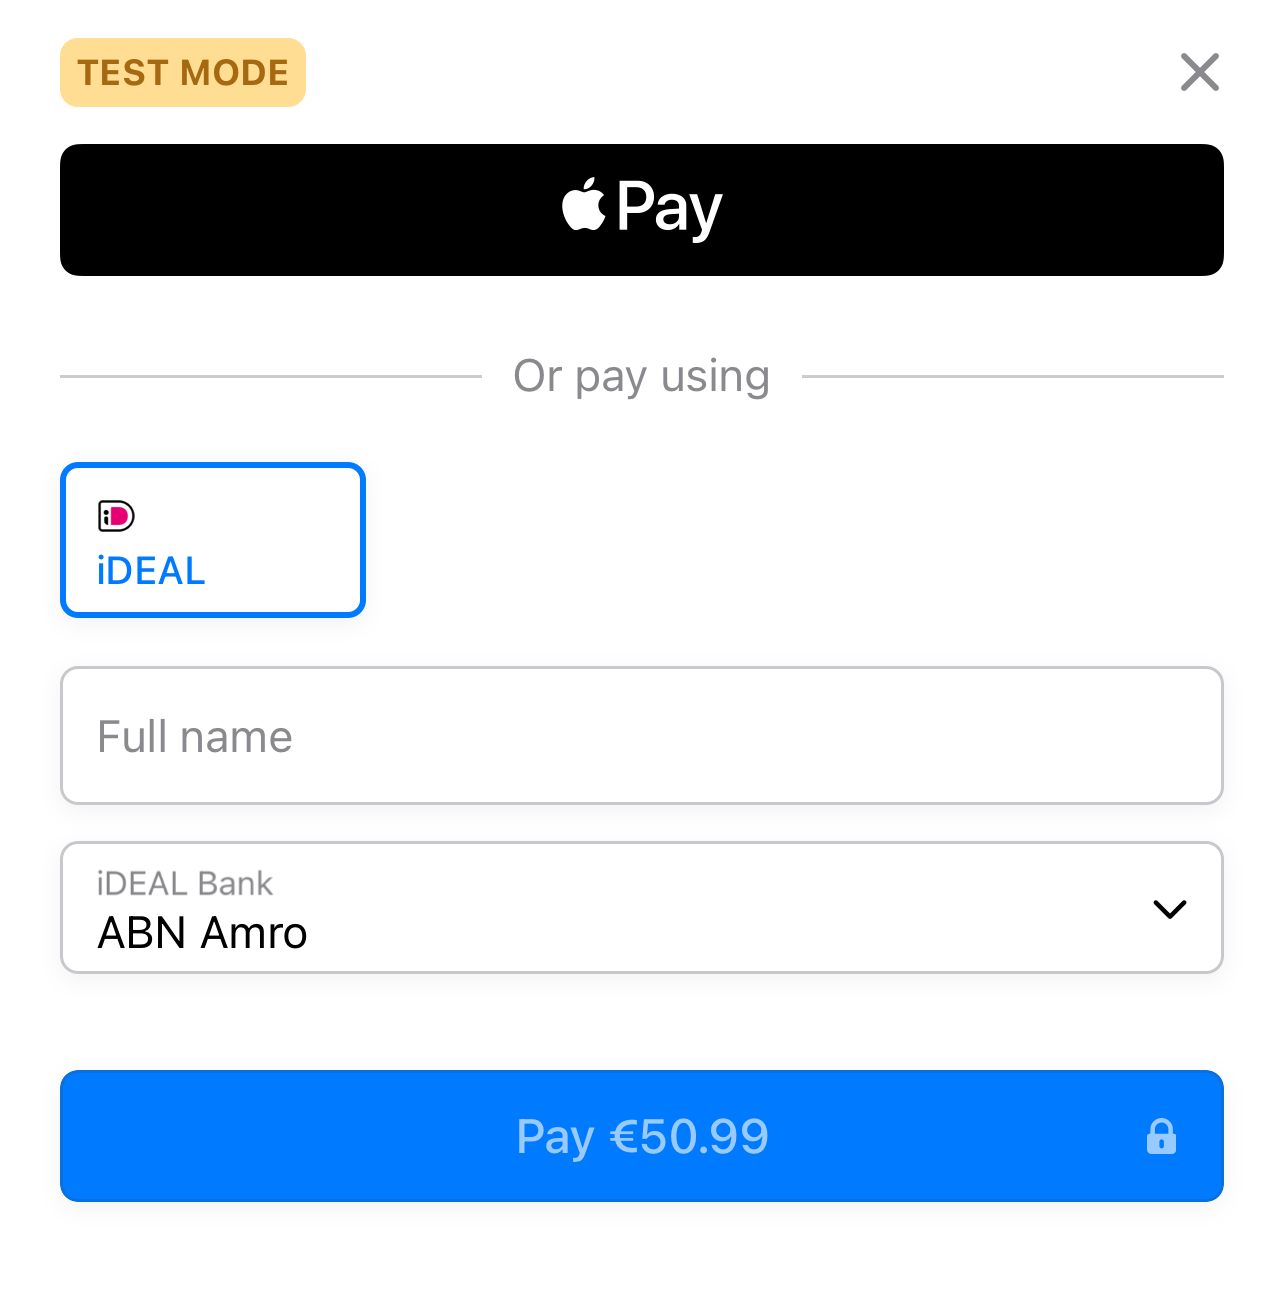 TEST MODE
Pay
Or pay using
iD
iDEAL
Full name
iDEAL Bank
ABN Amro
Pay €50.99